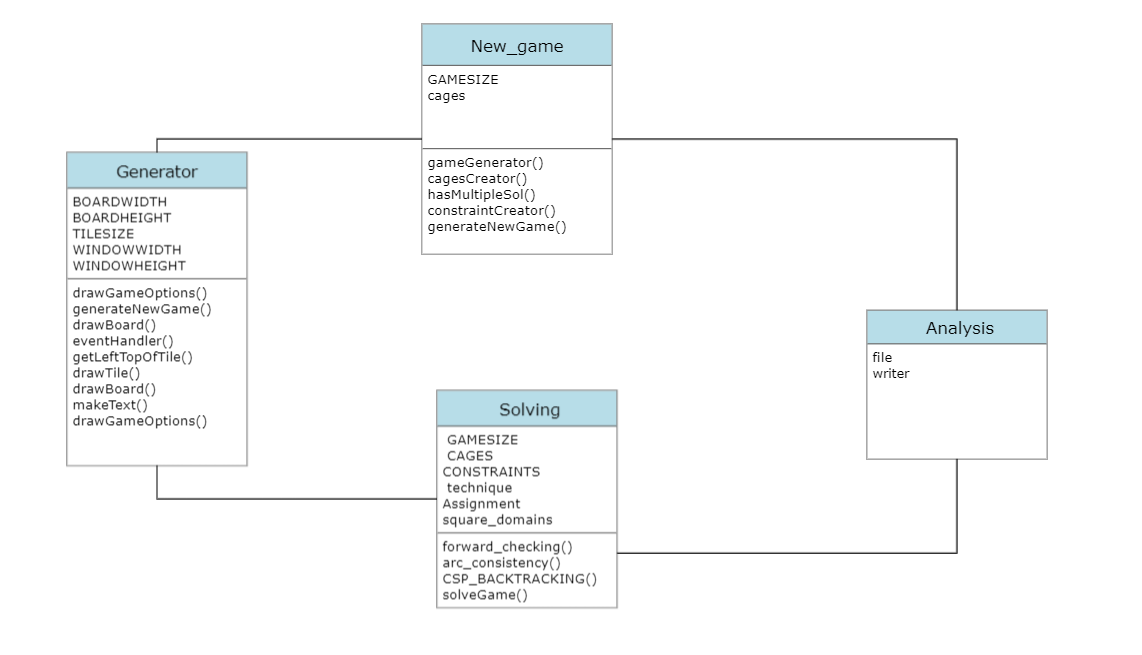 New_game
GAMESIZE
cages
gameGenerator()
cagesCreator()
hasMultipleSol()
constraintCreator()
generateNewGame()
Generator
BOARDWIDTH
BOARDHEIGHT
TILESIZE
WINDOWWIDTH
WINDOWHEIGHT
drawGameOptions()
generateNewGame()
drawBoard()
eventHandler()
getLeftTopOfTile()
drawTile()
drawBoard()
makeText()
drawGameOptions()
Analysis
file
writer
Solving
GAMESIZE
CAGES
CONSTRAINTS
technique
Assignment
square_domains
forward_checking()
arc_consistency()
CSP_BACKTRACKING()
solveGame()